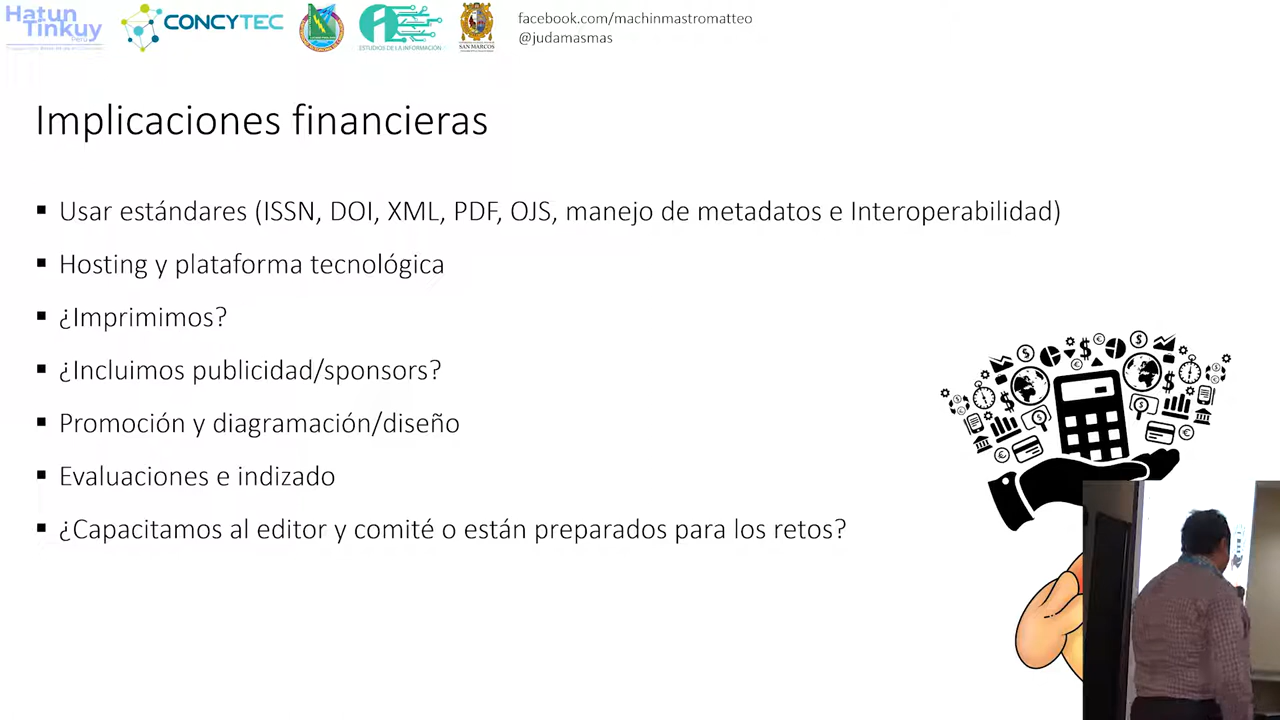 Hatun
Tinkuy
CONCYTEC
ESTUDIOS DE LA INFORMACIÓN
SAN MARCOS
facebook.com/machinmastromatteo
@judamasmas
Implicaciones financieras
▪ Usar estándares (ISSN, DOI, XML, PDF, OJS, manejo de metadatos e Interoperabilidad)
▪ Hosting y plataforma tecnológica
▪ ¿Imprimimos?
▪ ¿Incluimos publicidad/sponsors?
▪ Promoción y diagramación/diseño
▪ Evaluaciones e indizado
▪ ¿Capacitamos al editor y comité o están preparados para los retos?